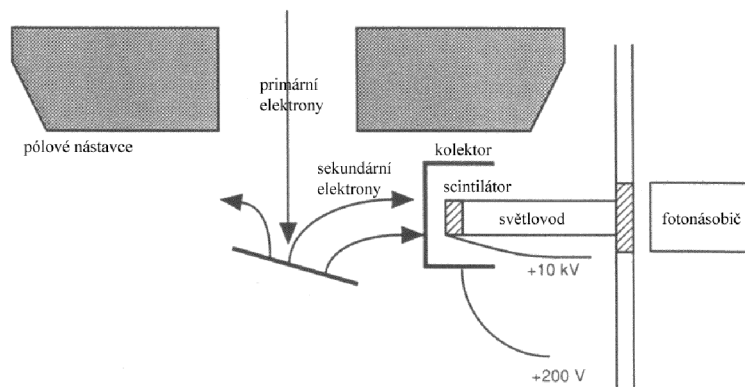 primární
elektrony
pólové nástavce
kolektor
sekundární
elektrony
scintilátor
světlovod
fotonásobič
+10 kV
+200 V